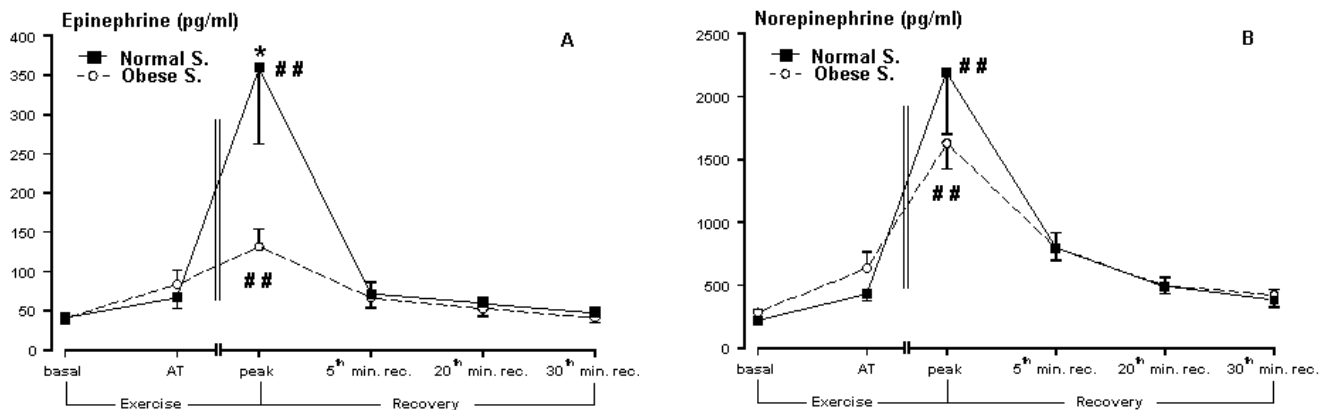 Epinephrine (pg/ml)
A
Normal S.
Obese S.
400
350
300
250
200
150
100
50
0
*
# #
# #
basal
AT
peak
5th min. rec.
20th min. rec.
30th min. rec.
Exercise
Recovery
Norepinephrine (pg/ml)
B
Normal S.
Obese S.
2500
2000
1500
1000
500
0
# #
# #
basal
AT
peak
5th min. rec.
20th min. rec.
30th min. rec.
Exercise
Recovery